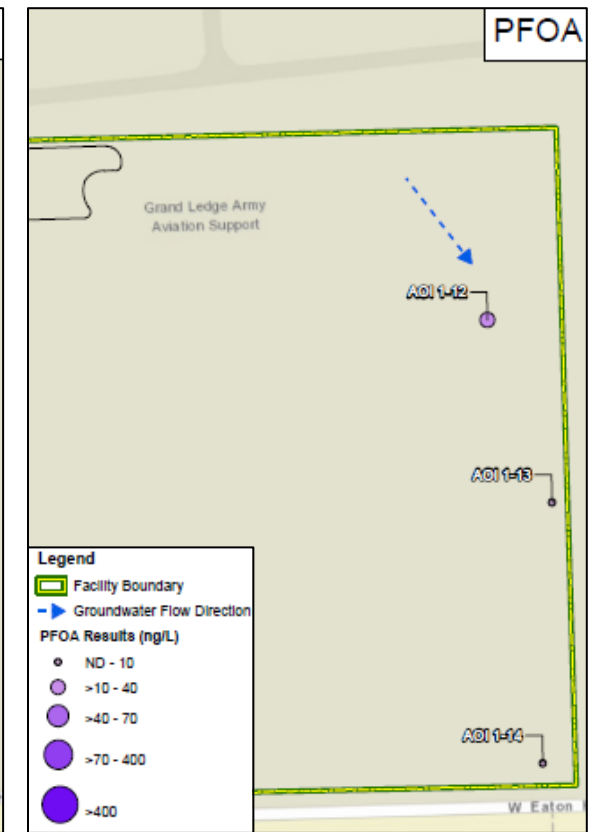 PFOA
Grand Ledge Army
Aviation Support
AOI 1-12
AOI 1-13
AOI 1-14
W Eaton
Legend
Facility Boundary
Groundwater Flow Direction
PFOA Results (ng/L)
ND - 10
>10 - 40
>40 - 70
>70 - 400
>400